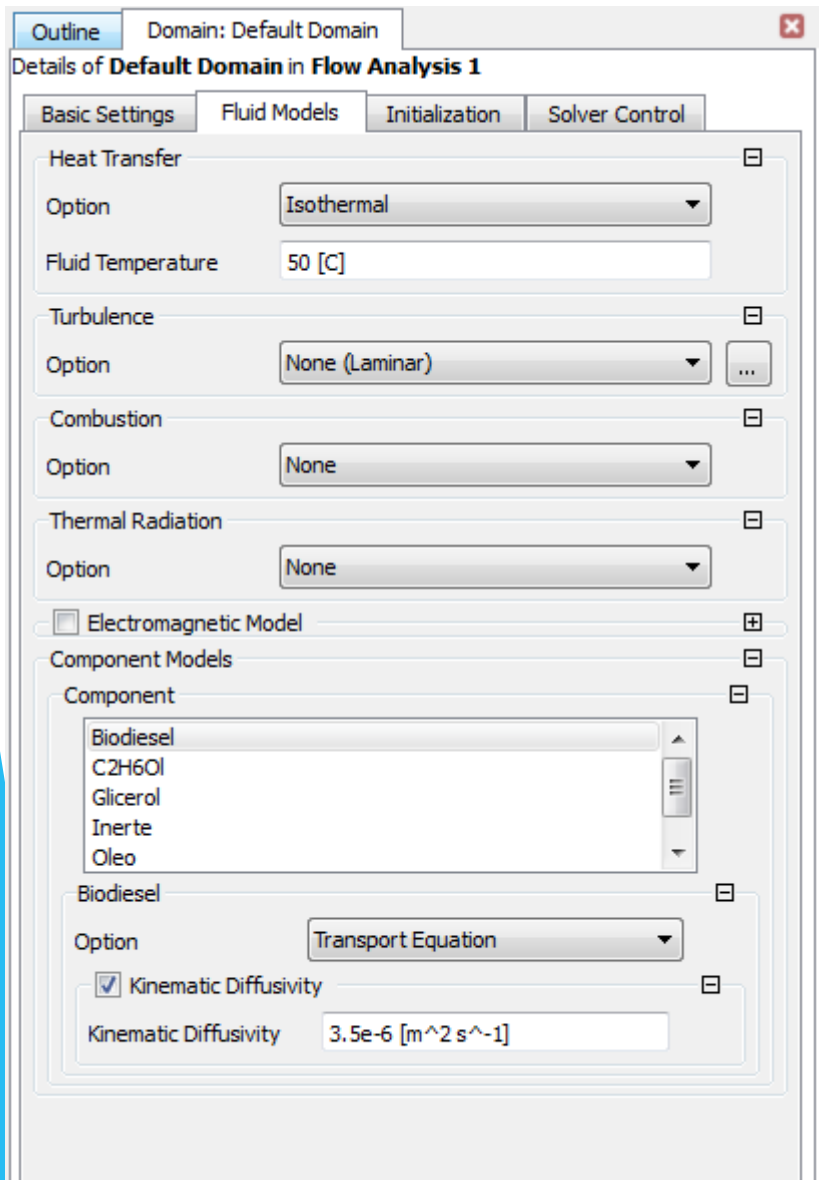 Outline Domain: Default Domain
Details of Default Domain in Flow Analysis 1
Basic Settings Fluid Models Initialization Solver Control
Heat Transfer
Option Isothermal
Fluid Temperature 50 [C]
Turbulence
Option None (Laminar) ...
Combustion
Option None
Thermal Radiation
Option None
Electromagnetic Model
Component Models
Component
Biodiesel
C2H6Ol
Glicerol
Inerte
Oleo
Biodiesel
Option Transport Equation
Kinematic Diffusivity
Kinematic Diffusivity 3.5e-6 [m^2 s^-1]